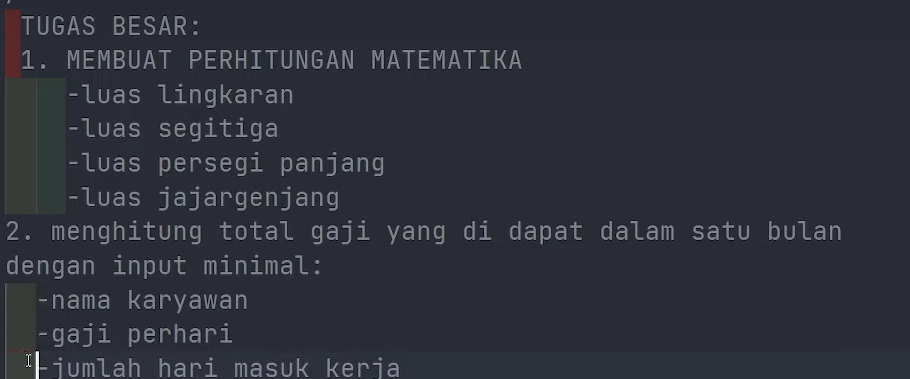 TUGAS BESAR:
1. MEMBUAT PERHITUNGAN MATEMATIKA
-luas lingkaran
-luas segitiga
-luas persegi panjang
-luas jajargenjang
2. menghitung total gaji yang di dapat dalam satu bulan
dengan input minimal:
-nama karyawan
-gaji perhari
-jumlah hari masuk kerja